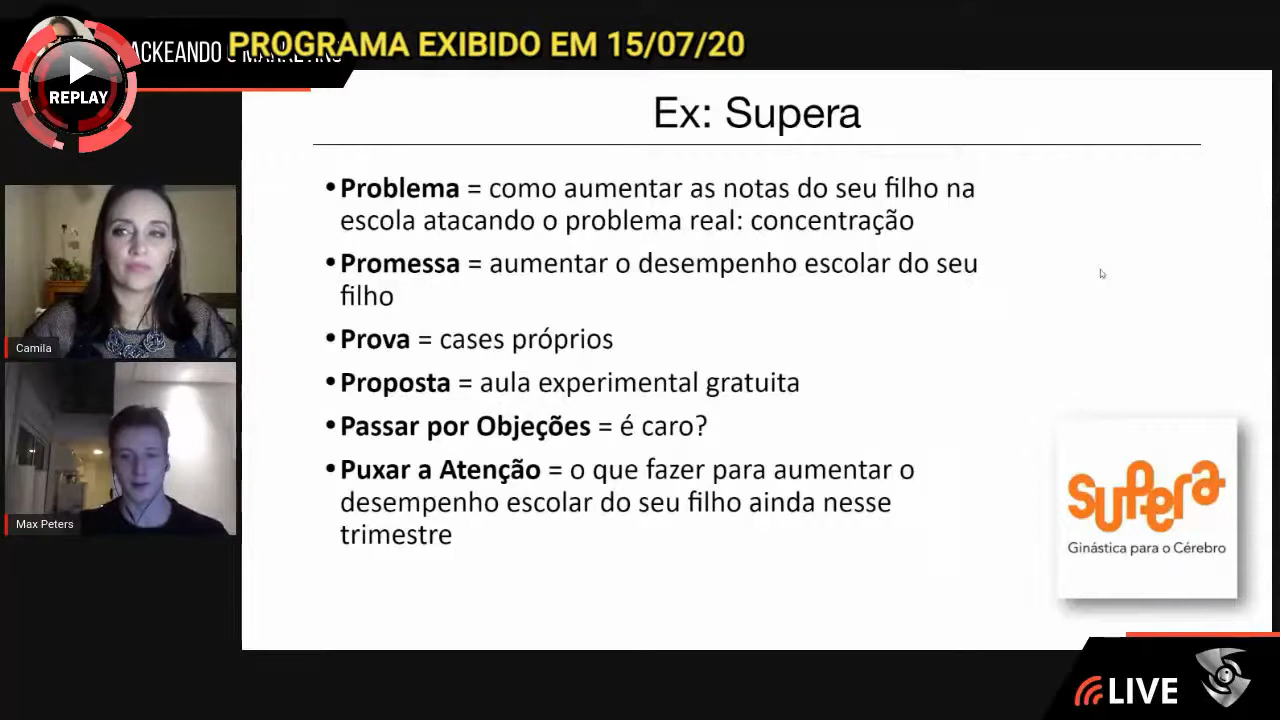 PROGRAMA EXIBIDO EM 15/07/20
REPLAY
Ex: Supera
•Problema = como aumentar as notas do seu filho na
escola atacando o problema real: concentração
•Promessa = aumentar o desempenho escolar do seu
filho
•Prova = cases próprios
•Proposta = aula experimental gratuita
•Passar por Objeções = é caro?
•Puxar a Atenção = o que fazer para aumentar o
desempenho escolar do seu filho ainda nesse
trimestre
Camila
Max Peters
supera
Ginástica para o Cérebro
LIVE